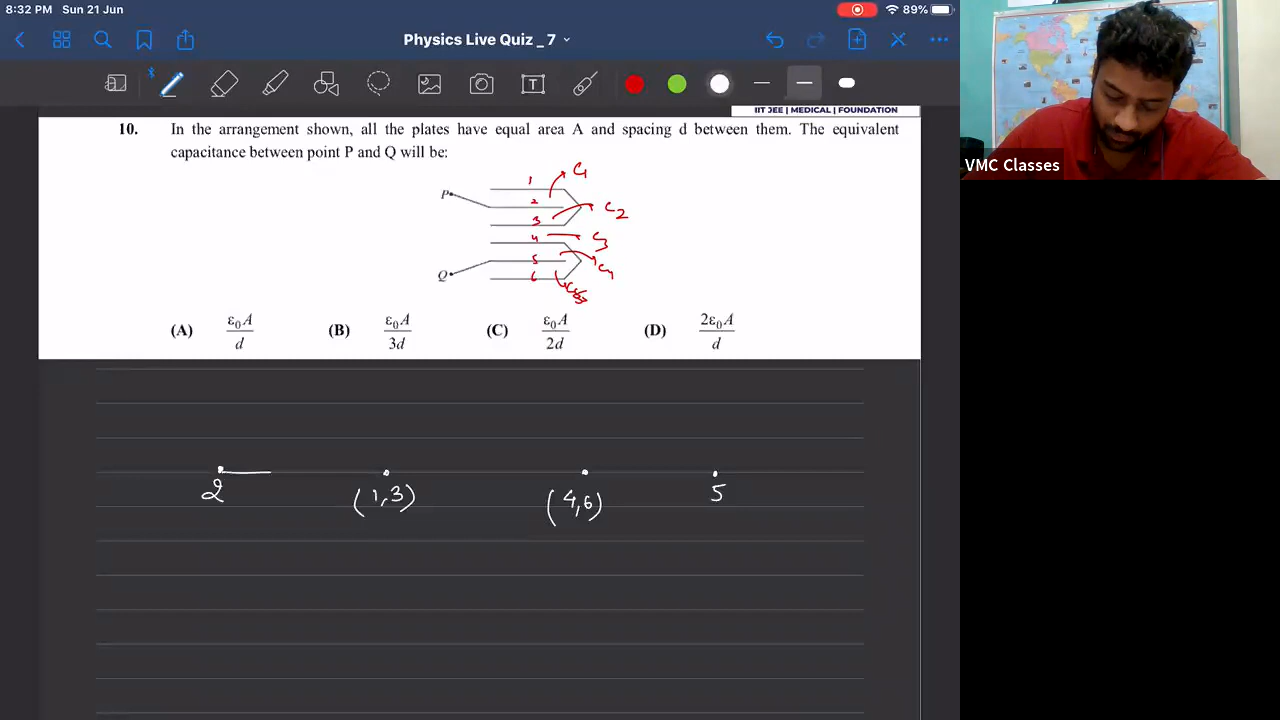 8:32 PM Sun 21 Jun
89%
Physics Live Quiz _ 7
T
IIT JEE | MEDICAL | FOUNDATION
VMC Classes
10. In the arrangement shown, all the plates have equal area A and spacing d between them. The equivalent
capacitance between point P and Q will be:
P
Q
1
2
3
4
5
6
C1
C2
C3
C4
(A) ε0A/d (B) ε0A/3d (C) ε0A/2d (D) 2ε0A/d
2 (1,3) (4,6) 5